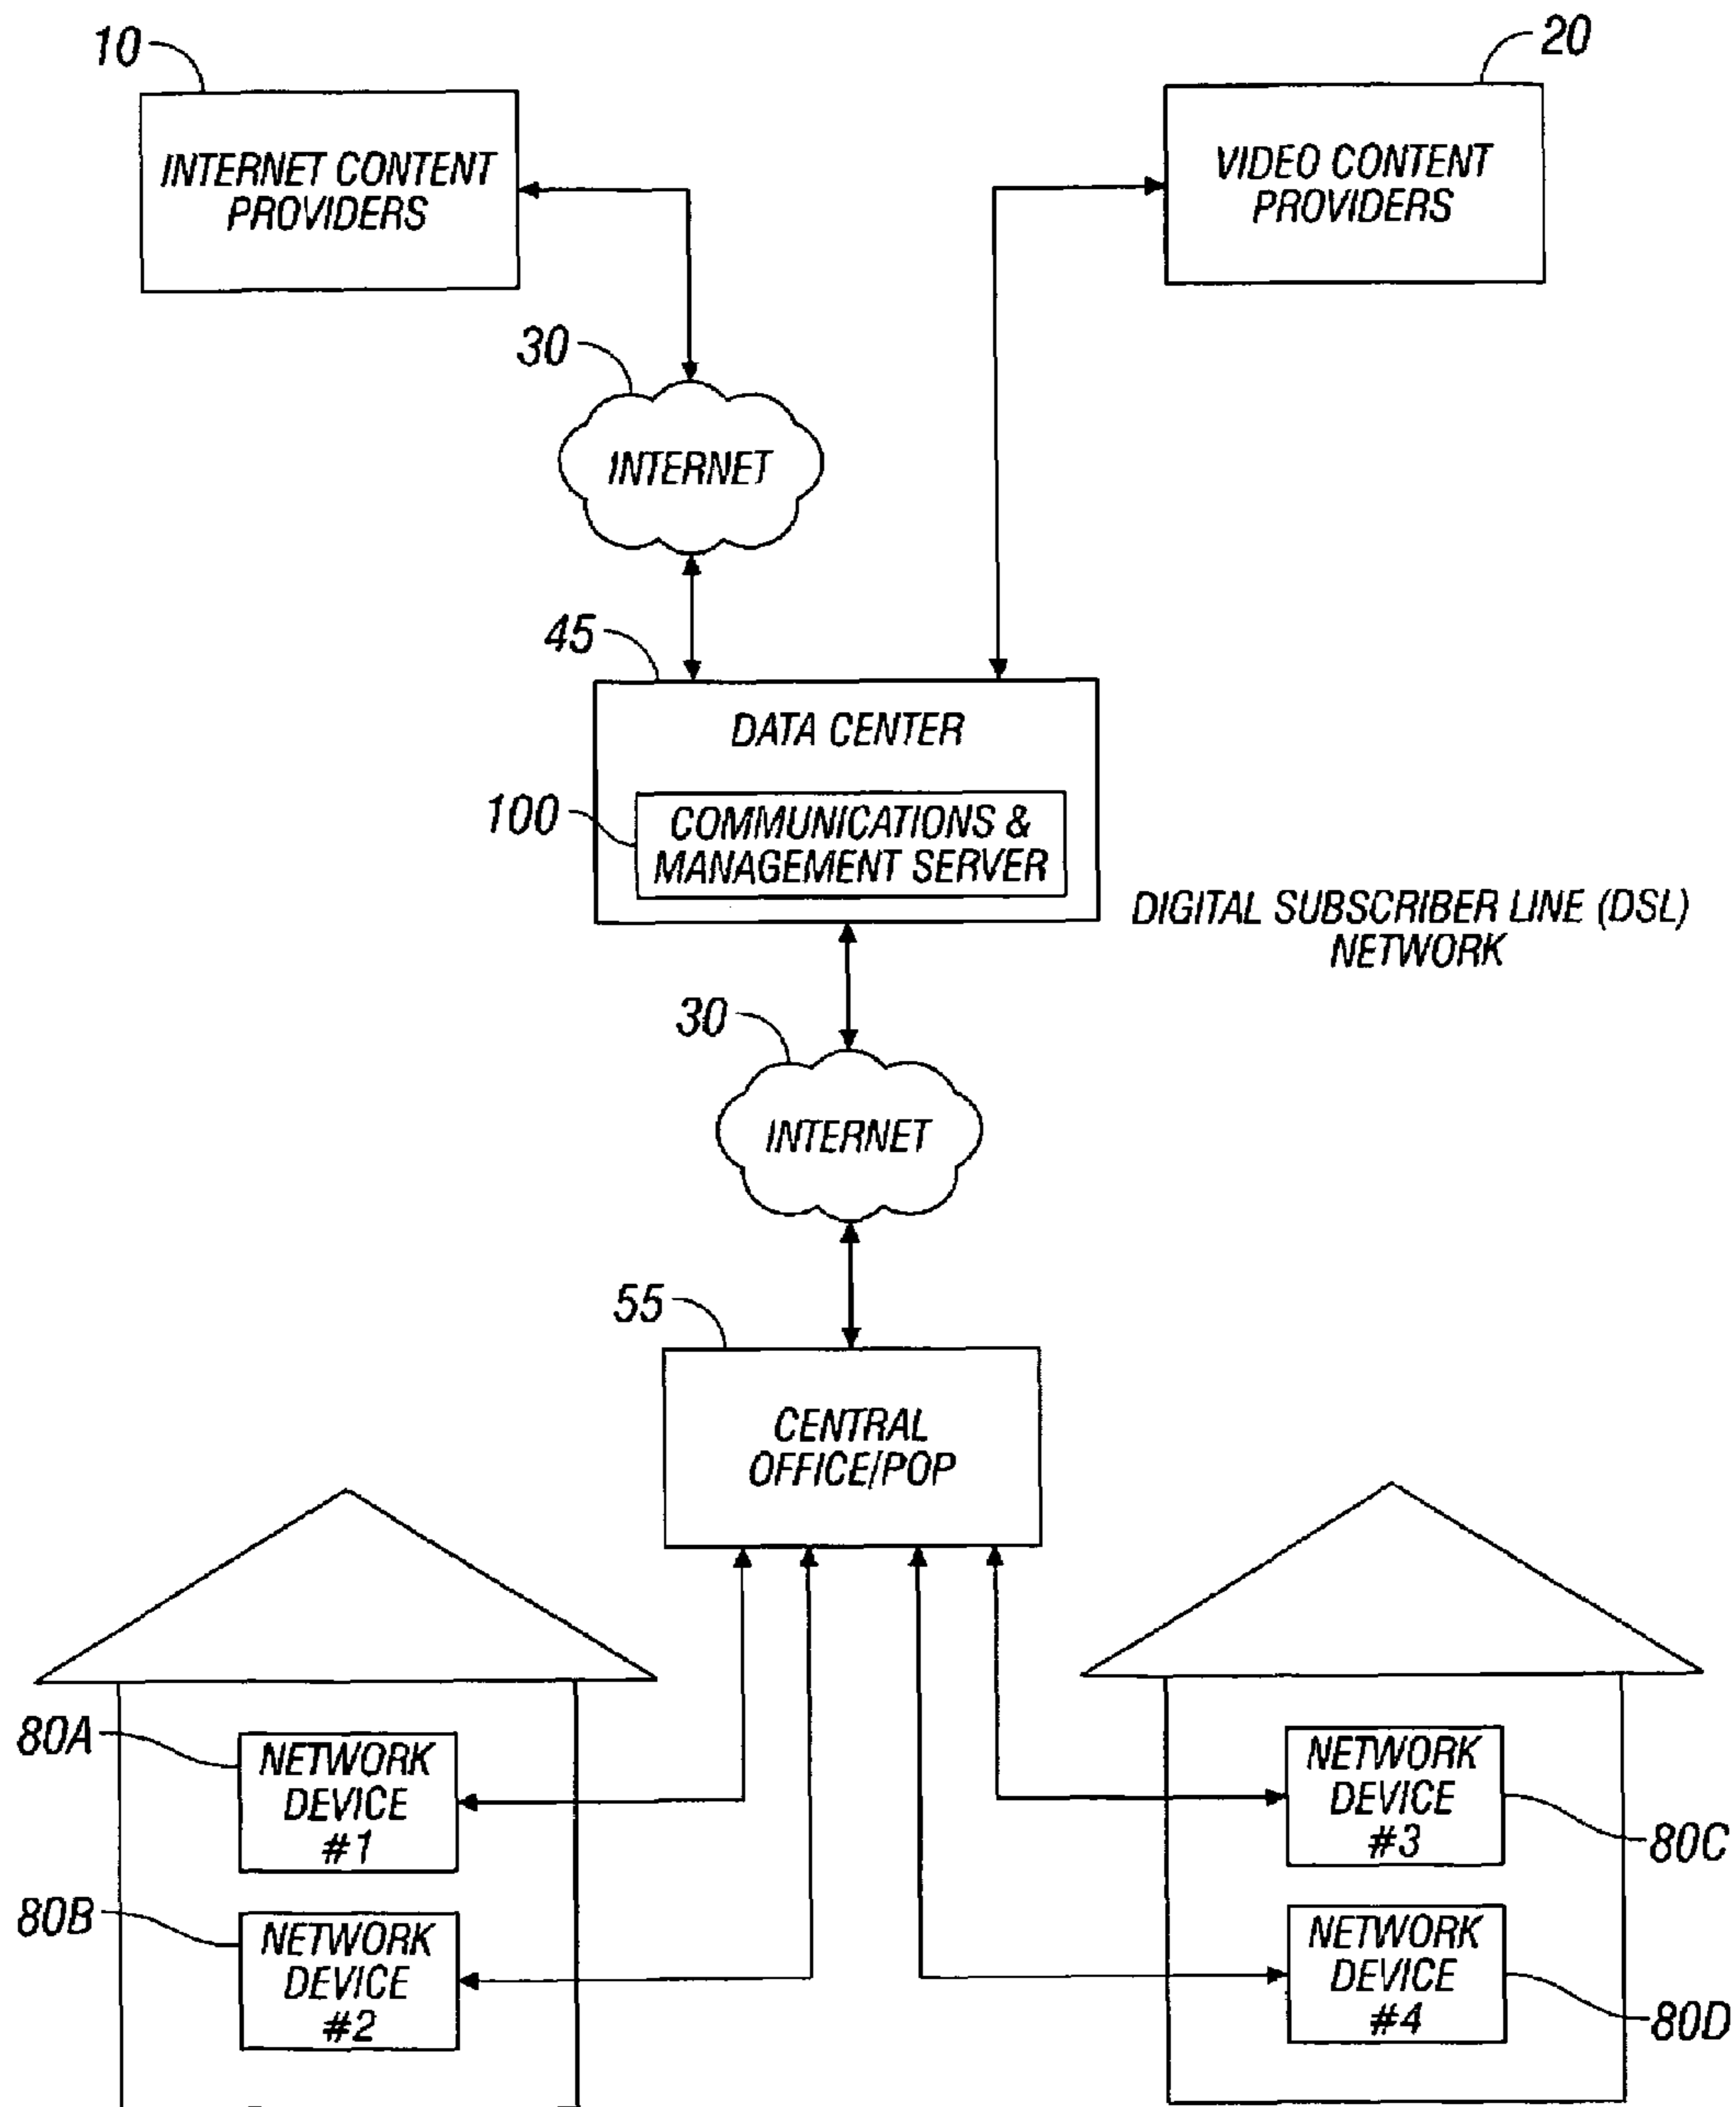 10
20
INTERNET CONTENT
PROVIDERS
VIDEO CONTENT
PROVIDERS
30
INTERNET
45
DATA CENTER
100
COMMUNICATIONS &
MANAGEMENT SERVER
DIGITAL SUBSCRIBER LINE (DSL)
NETWORK
30
INTERNET
55
CENTRAL
OFFICE/POP
80A
NETWORK
DEVICE
#1
80B
NETWORK
DEVICE
#2
NETWORK
DEVICE
#3
80C
NETWORK
DEVICE
#4
80D